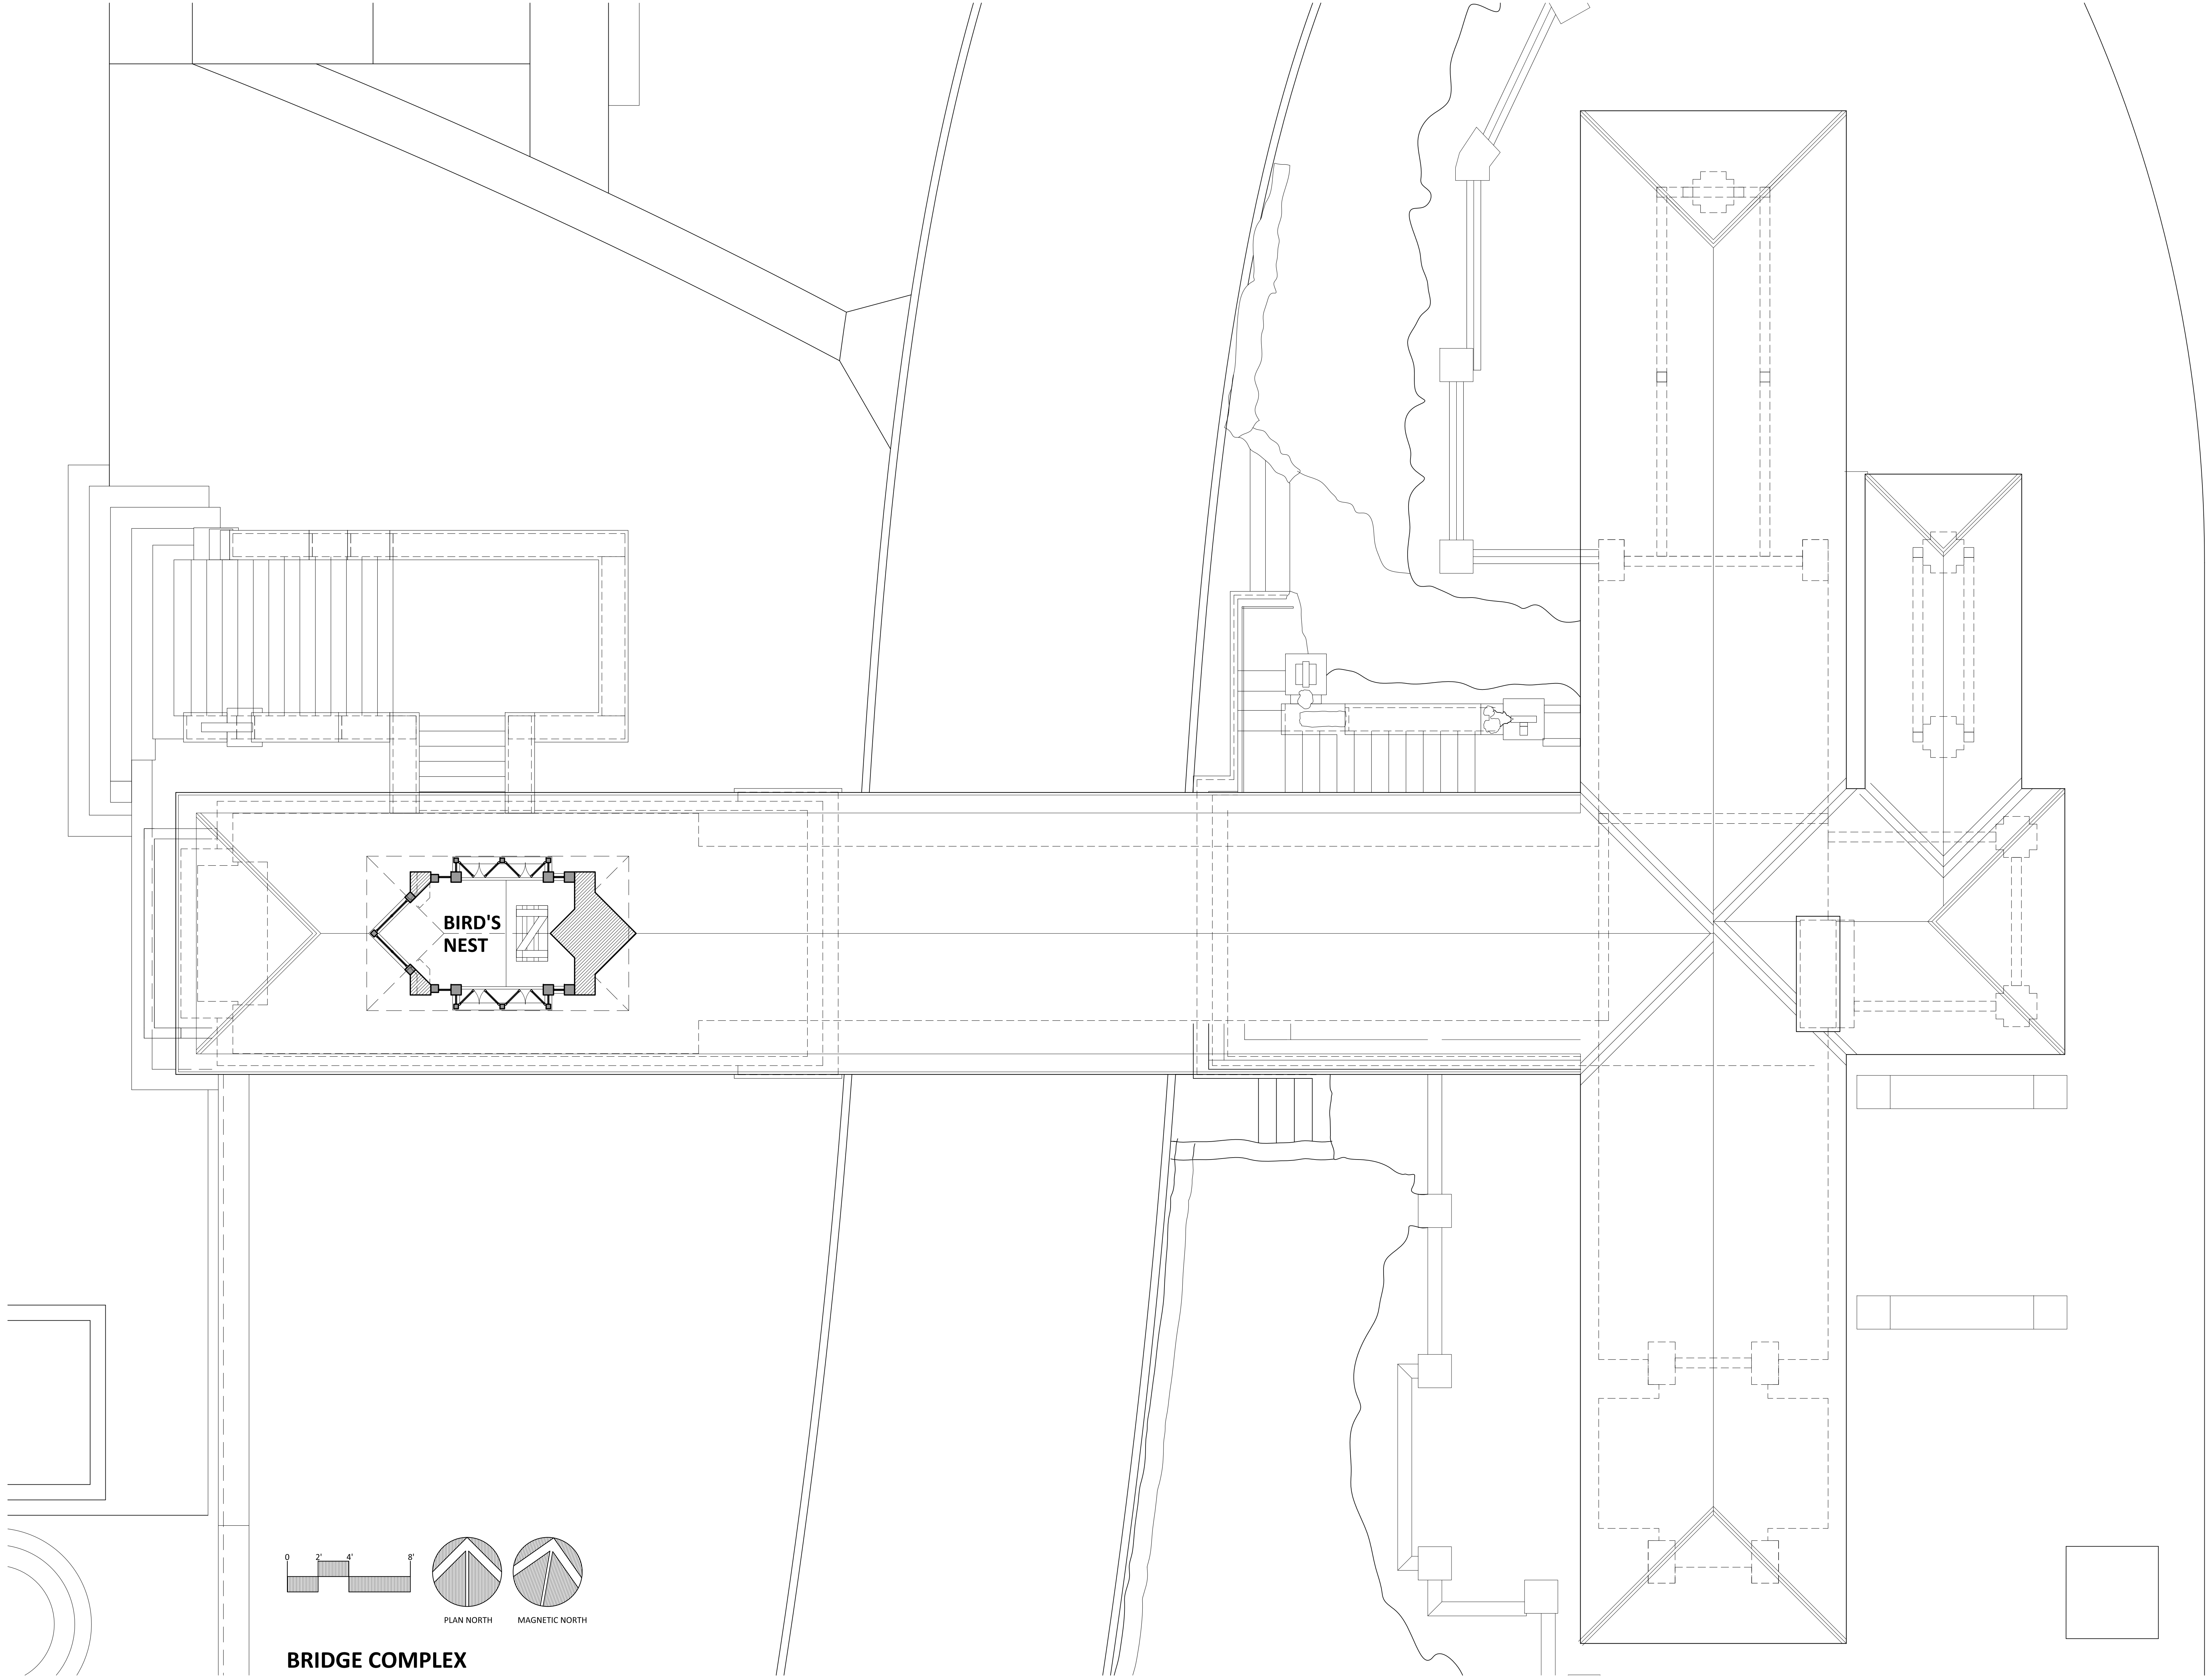 BIRD'S
NEST
0 2' 4' 8'
PLAN NORTH
MAGNETIC NORTH
BRIDGE COMPLEX